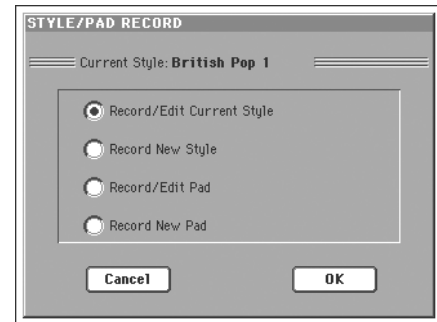 STYLE/PAD RECORD
Current Style: British Pop 1
Record/Edit Current Style
Record New Style
Record/Edit Pad
Record New Pad
Cancel OK